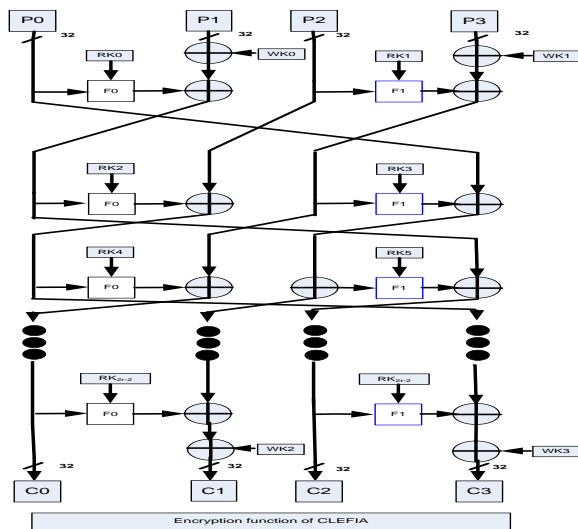 P0 P1 P2 P3
32 32 32 32
RK0 WK0 RK1 WK1
F0 F1
RK2 RK3
F0 F1
RK4 RK5
F0 F1
RK2r-2 RK2r-2
F0 F1
WK2 WK3
32 32 32 32
C0 C1 C2 C3
Encryption function of CLEFIA